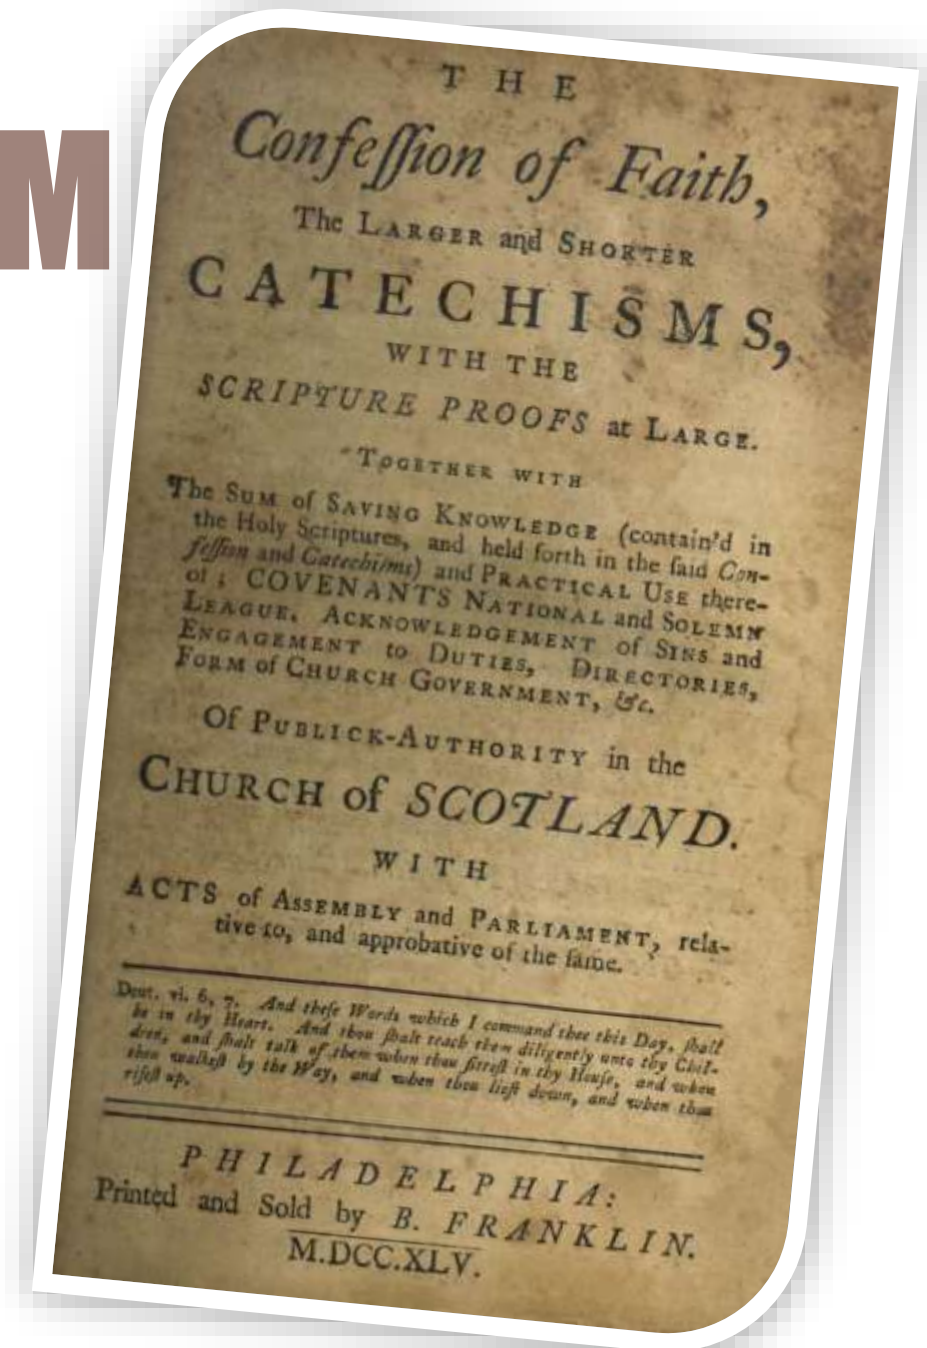 M
THE
Confeſſion of Faith,
The LARGER and SHORTER
CATECHISMS,
WITH THE
SCRIPTURE PROOFS at LARGE.
TOGETHER WITH
The SUM of SAVING KNOWLEDGE (contain'd in
the Holy Scriptures, and held forth in the ſaid Con-
feſſion and Catechiſms) and PRACTICAL USE there-
of; COVENANTS NATIONAL and SOLEMN
LEAGUE, ACKNOWLEDGEMENT of SINS and
ENGAGEMENT to DUTIES, DIRECTORIES,
FORM of CHURCH GOVERNMENT, &c.
Of PUBLICK-AUTHORITY in the
CHURCH of SCOTLAND.
WITH
ACTS of ASSEMBLY and PARLIAMENT, rela-
tive to, and approbative of the ſame.
Deut. vi. 6, 7. And theſe Words which I command thee this Day, ſhall
be in thy Heart. And thou ſhalt teach them diligently unto thy Chil-
dren, and ſhalt talk of them when thou ſitteſt in thy Houſe, and when
thou walkeſt by the Way, and when thou lieſt down, and when thou
riſeſt up.
PHILADELPHIA:
Printed and Sold by B. FRANKLIN.
M.DCC.XLV.